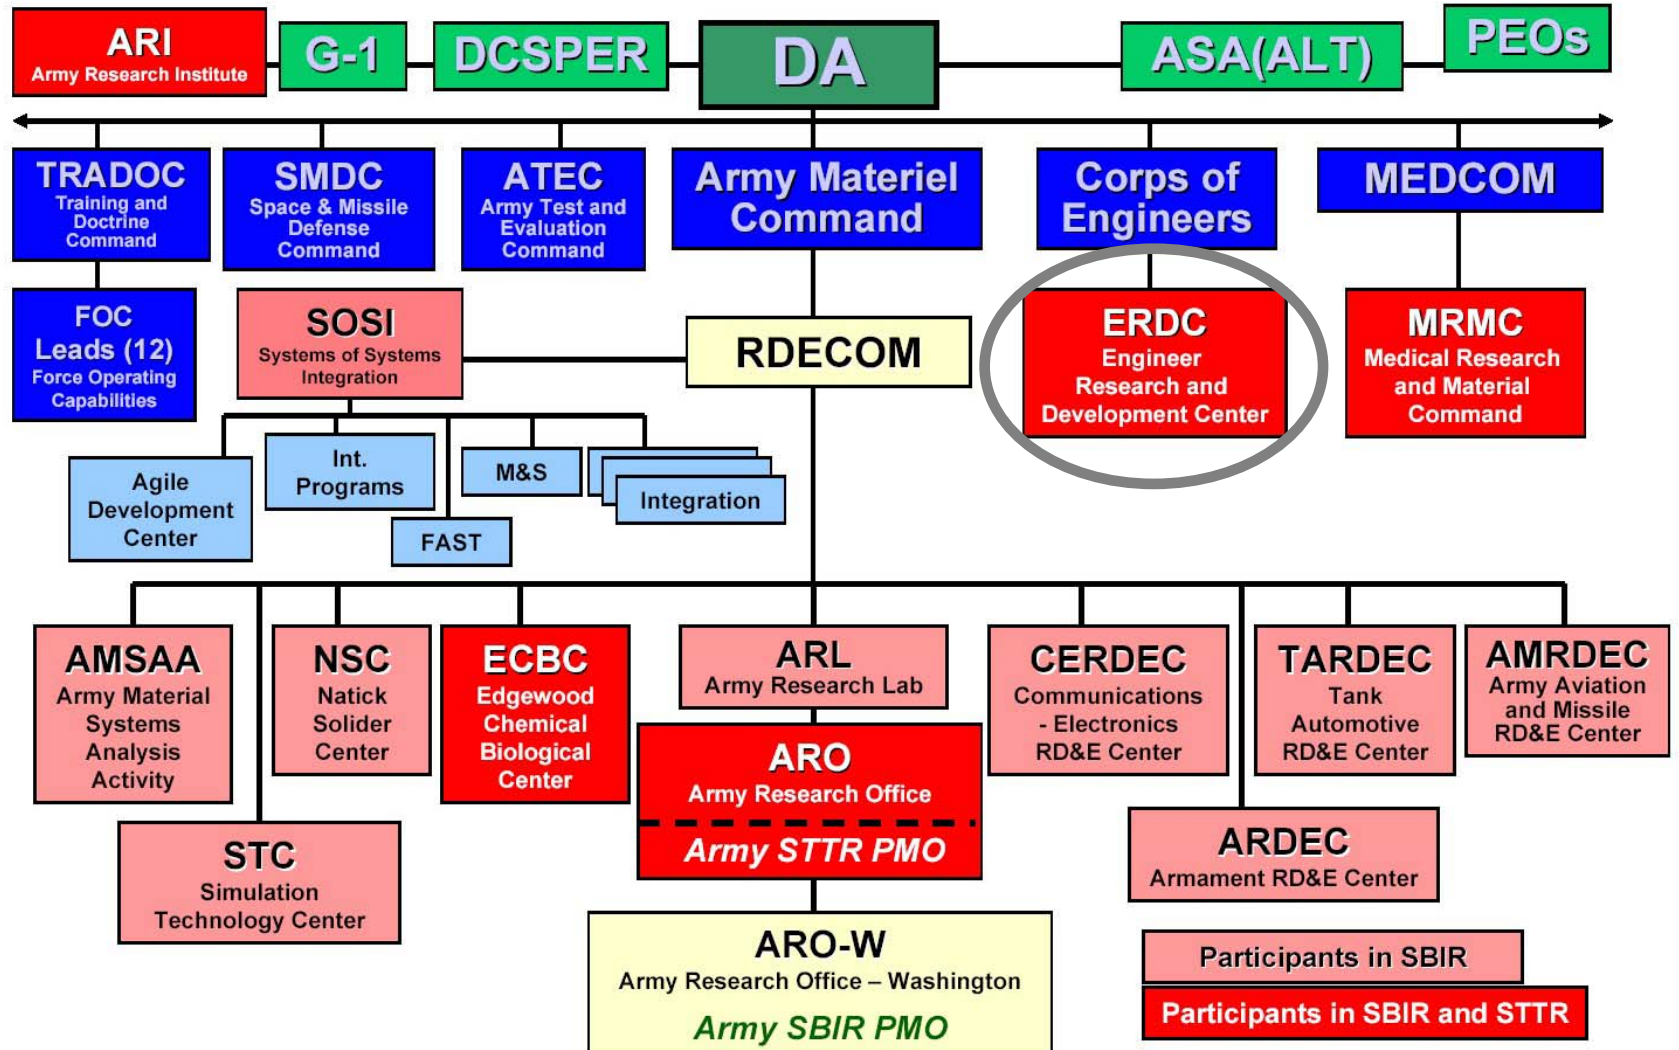 ARI
Army Research Institute
G-1
DCSPER
DA
ASA(ALT)
PEOs
TRADOC
Training and
Doctrine
Command
SMDC
Space & Missile
Defense
Command
ATEC
Army Test and
Evaluation
Command
Army Materiel
Command
Corps of
Engineers
MEDCOM
FOC
Leads (12)
Force Operating
Capabilities
SOSI
Systems of Systems
Integration
RDECOM
ERDC
Engineer
Research and
Development Center
MRMC
Medical Research
and Material
Command
Agile
Development
Center
Int.
Programs
FAST
M&S
Integration
AMSAA
Army Material
Systems
Analysis
Activity
NSC
Natick
Solider
Center
ECBC
Edgewood
Chemical
Biological
Center
ARL
Army Research Lab
CERDEC
Communications
- Electronics
RD&E Center
TARDEC
Tank
Automotive
RD&E Center
AMRDEC
Army Aviation
and Missile
RD&E Center
ARO
Army Research Office
Army STTR PMO
STC
Simulation
Technology Center
ARDEC
Armament RD&E Center
ARO-W
Army Research Office – Washington
Army SBIR PMO
Participants in SBIR
Participants in SBIR and STTR